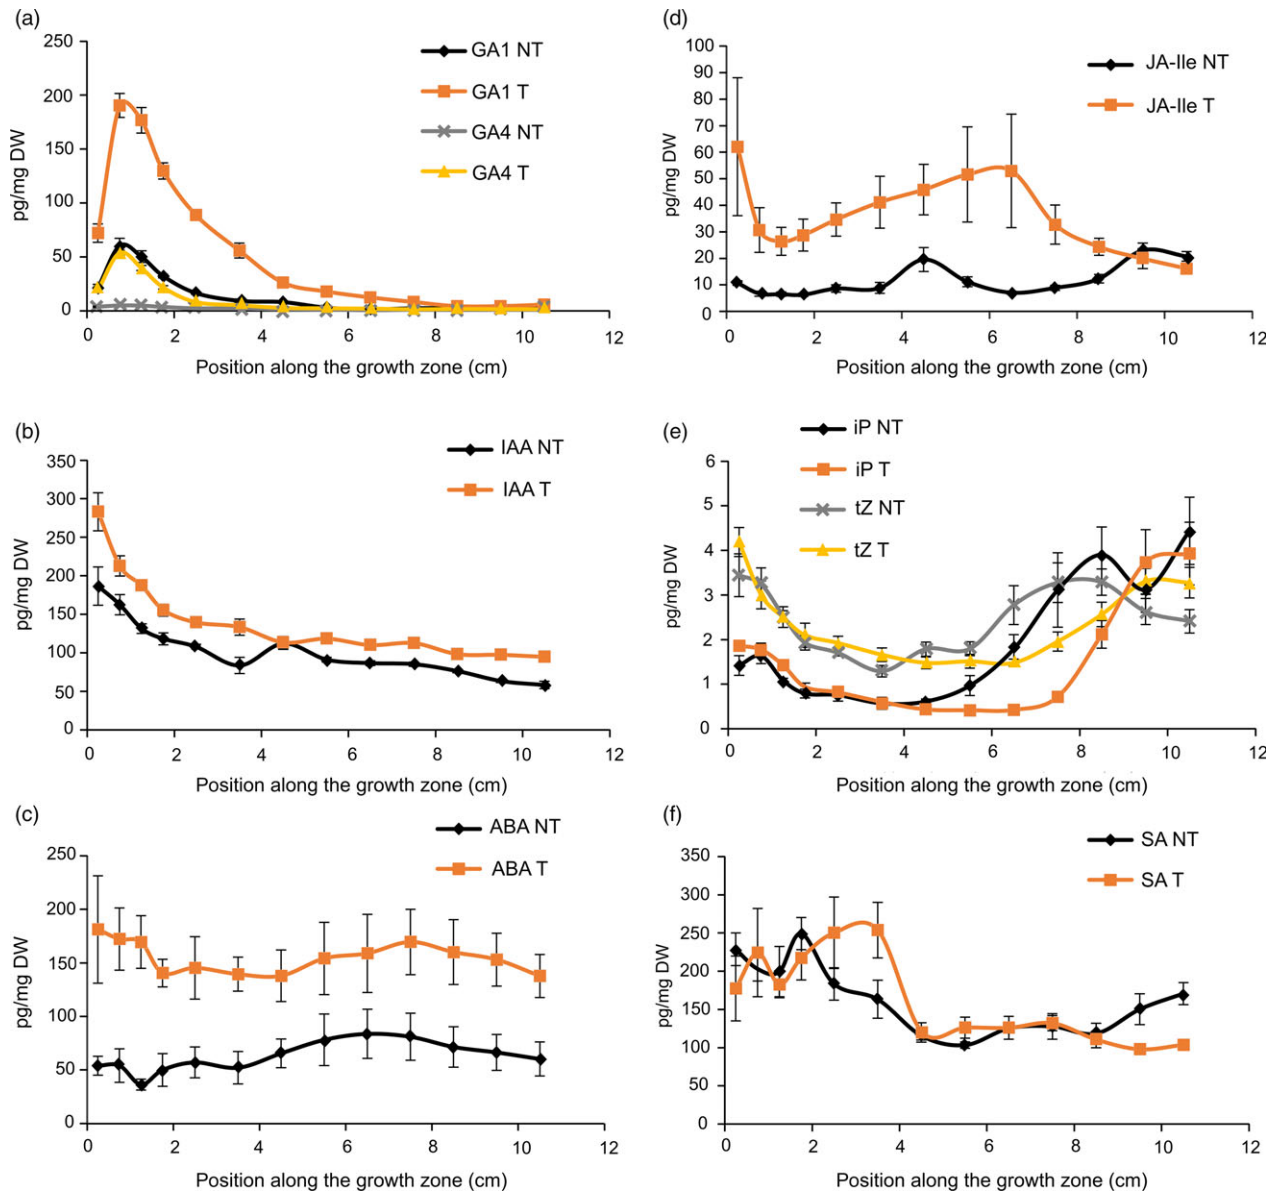 (a)
250
200
150
100
50
0
pg/mg DW
GA1 NT
GA1 T
GA4 NT
GA4 T
0 2 4 6 8 10 12
Position along the growth zone (cm)
(d)
100
90
80
70
60
50
40
30
20
10
0
pg/mg DW
JA-Ile NT
JA-Ile T
0 2 4 6 8 10 12
Position along the growth zone (cm)
(b)
350
300
250
200
150
100
50
0
pg/mg DW
IAA NT
IAA T
0 2 4 6 8 10 12
Position along the growth zone (cm)
(e)
6
5
4
3
2
1
0
pg/mg DW
iP NT
iP T
tZ NT
tZ T
0 2 4 6 8 10 12
Position along the growth zone (cm)
(c)
250
200
150
100
50
0
pg/mg DW
ABA NT
ABA T
0 2 4 6 8 10 12
Position along the growth zone (cm)
(f)
350
300
250
200
150
100
50
0
pg/mg DW
SA NT
SA T
0 2 4 6 8 10 12
Position along the growth zone (cm)